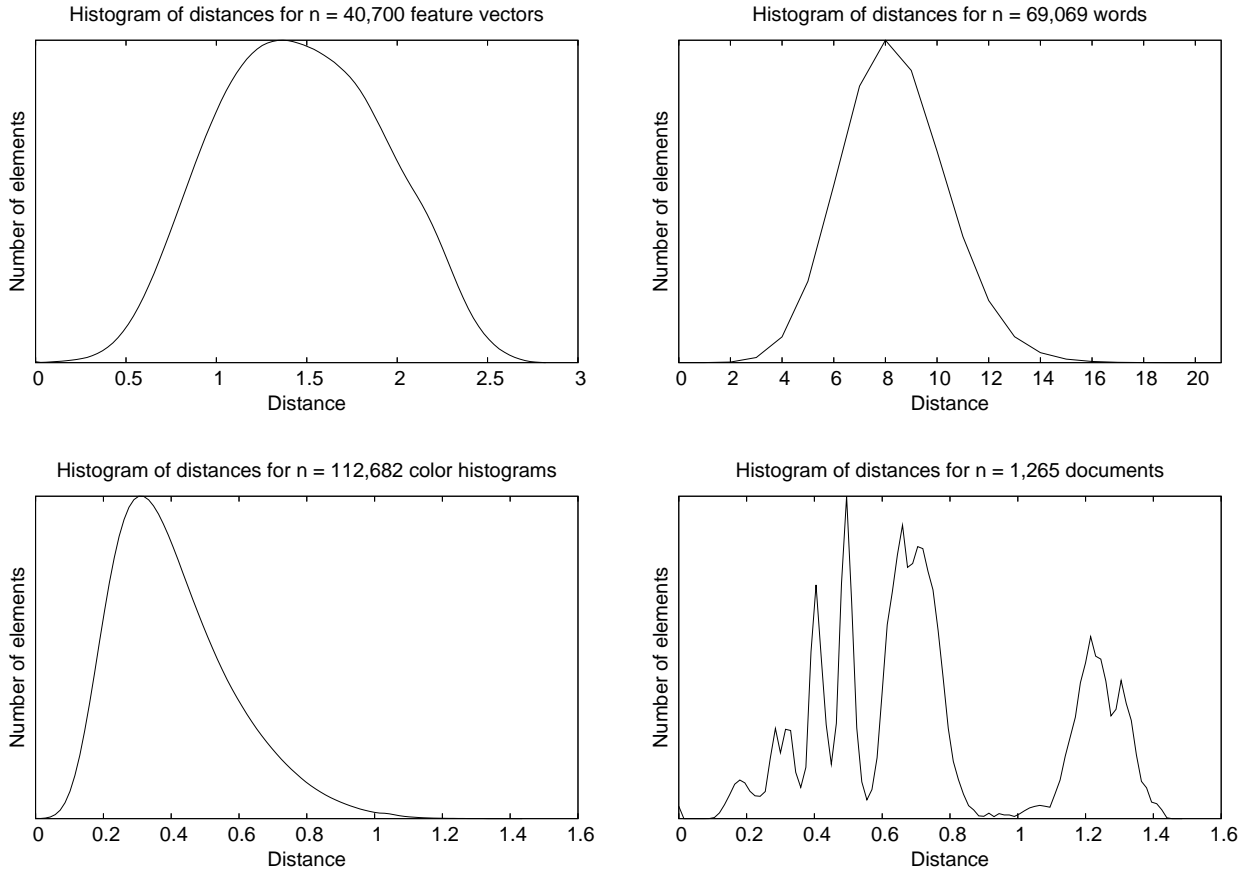 Histogram of distances for n = 40,700 feature vectors
Number of elements
0 0.5 1 1.5 2 2.5 3
Distance
Histogram of distances for n = 69,069 words
Number of elements
0 2 4 6 8 10 12 14 16 18 20
Distance
Histogram of distances for n = 112,682 color histograms
Number of elements
0 0.2 0.4 0.6 0.8 1 1.2 1.4 1.6
Distance
Histogram of distances for n = 1,265 documents
Number of elements
0 0.2 0.4 0.6 0.8 1 1.2 1.4 1.6
Distance